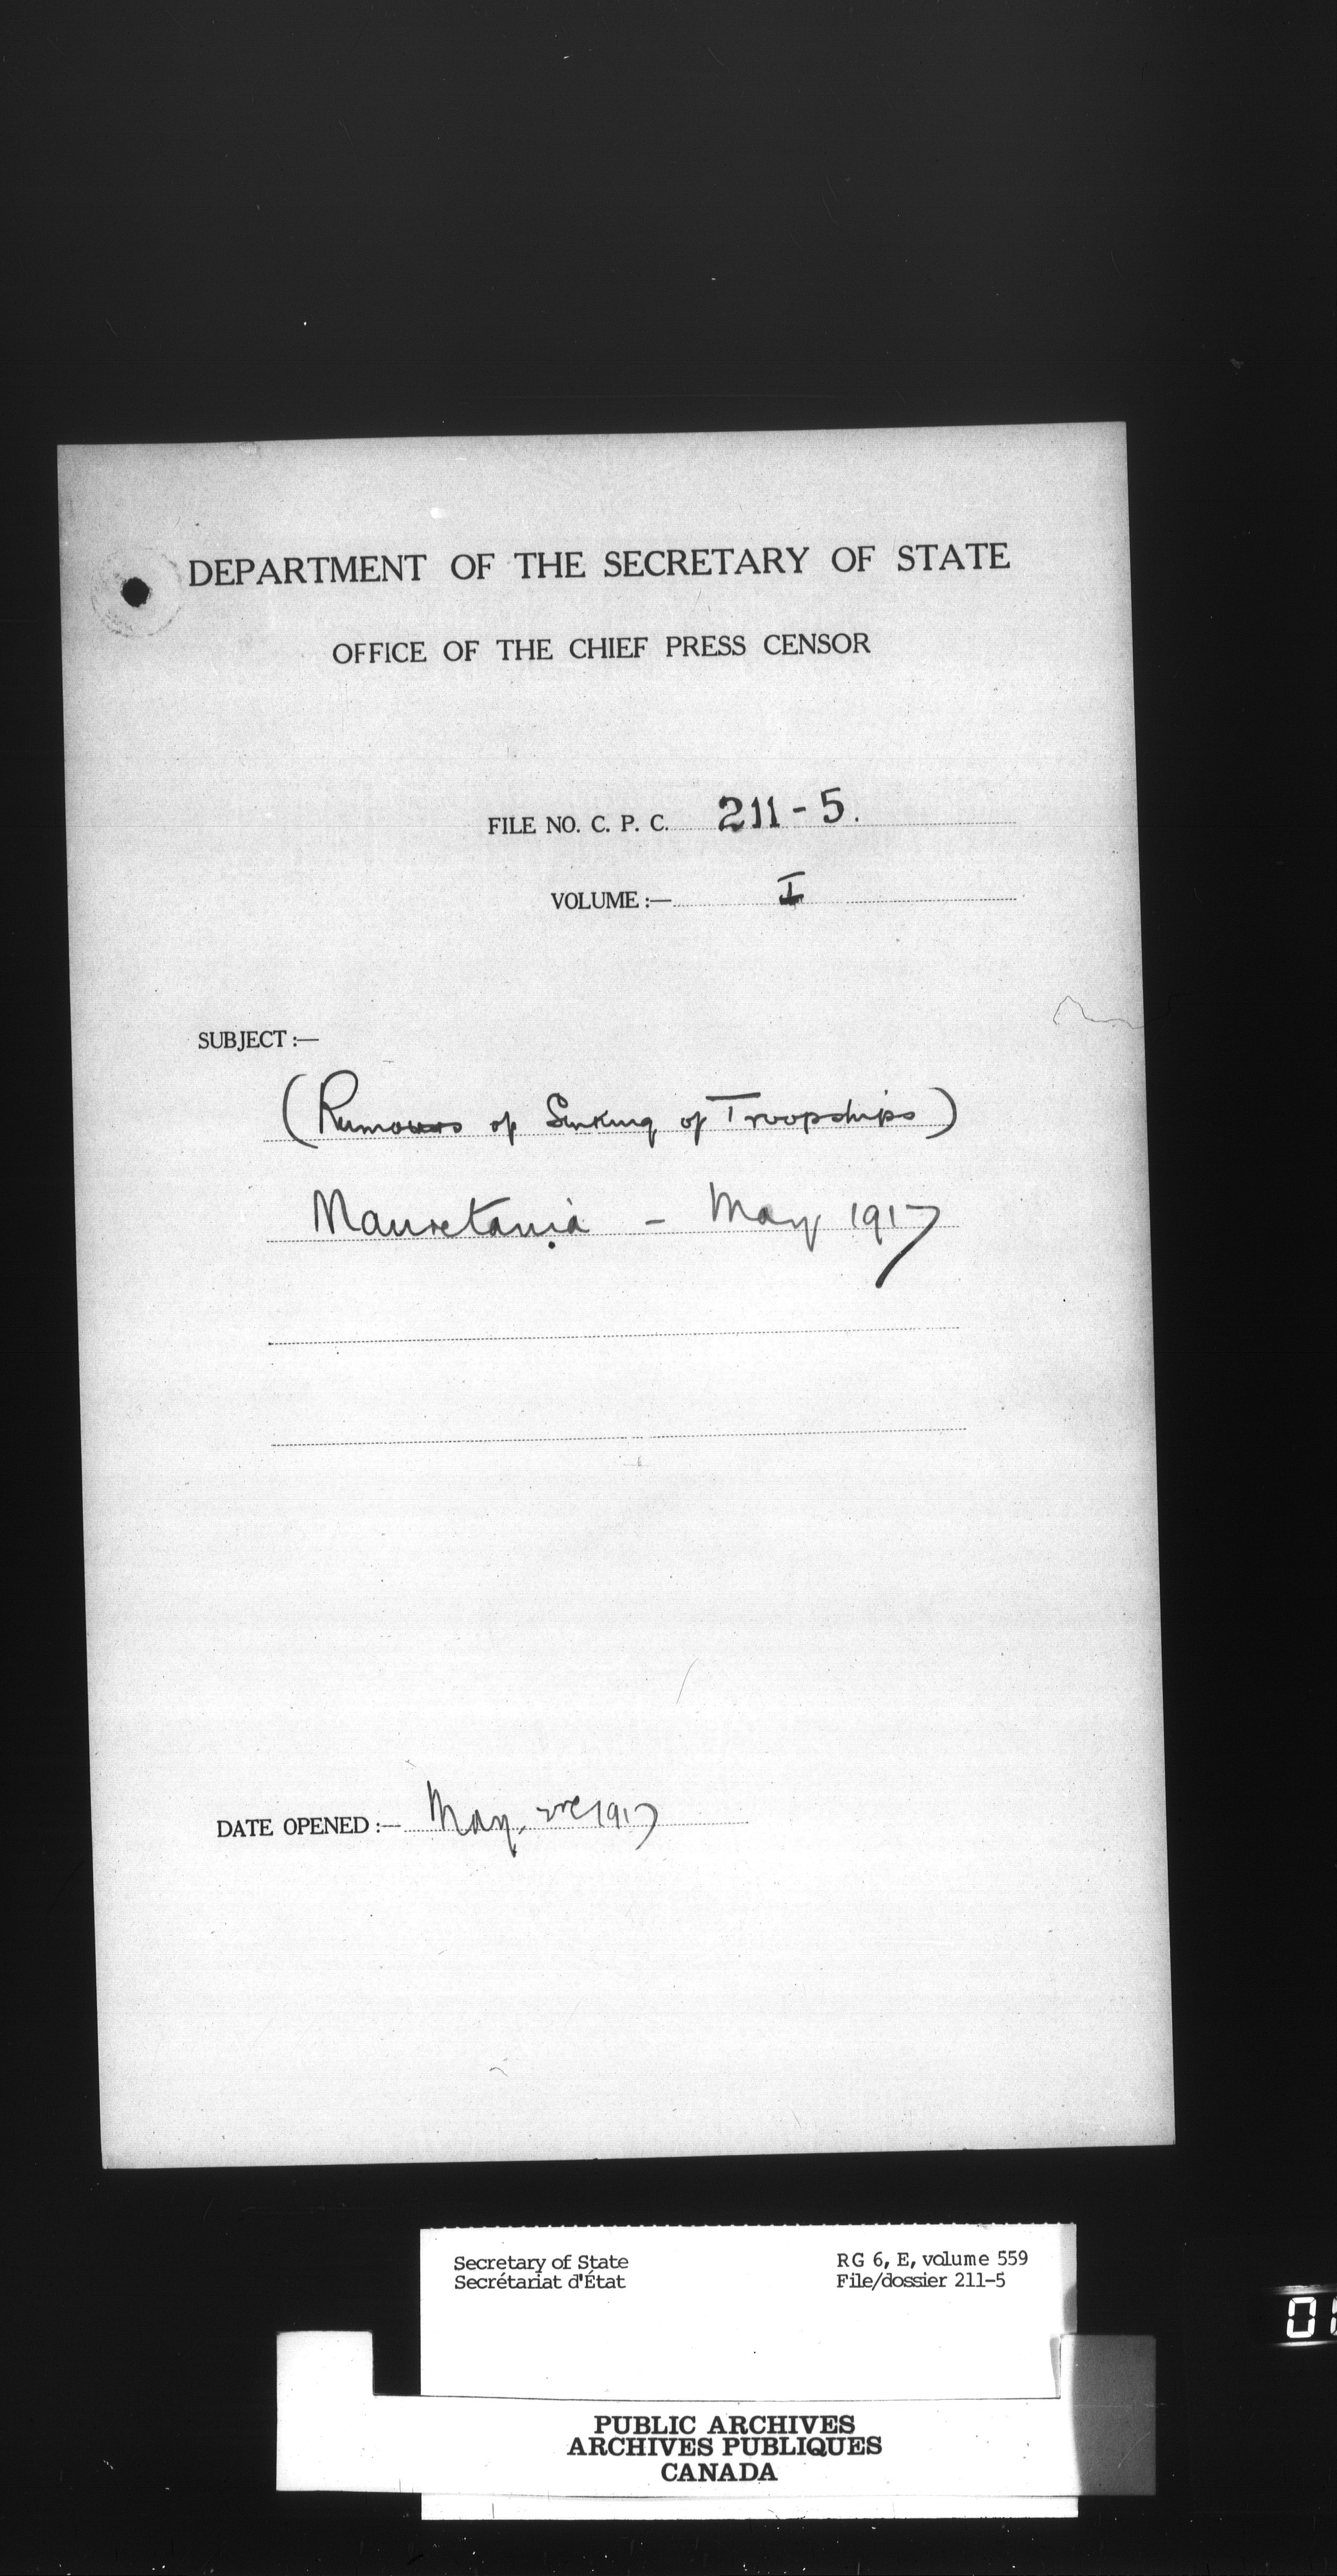 DEPARTMENT OF THE SECRETARY OF STATE
OFFICE OF THE CHIEF PRESS CENSOR
FILE NO. C. P. C. 211-5.
VOLUME :— I
SUBJECT :—
(Rumours of Sinking of Troopships)
Mauretania - May 1917
DATE OPENED :— May 1917
Secretary of State
Secrétariat d'État
RG 6, E, volume 559
File/dossier 211-5
PUBLIC ARCHIVES
ARCHIVES PUBLIQUES
CANADA